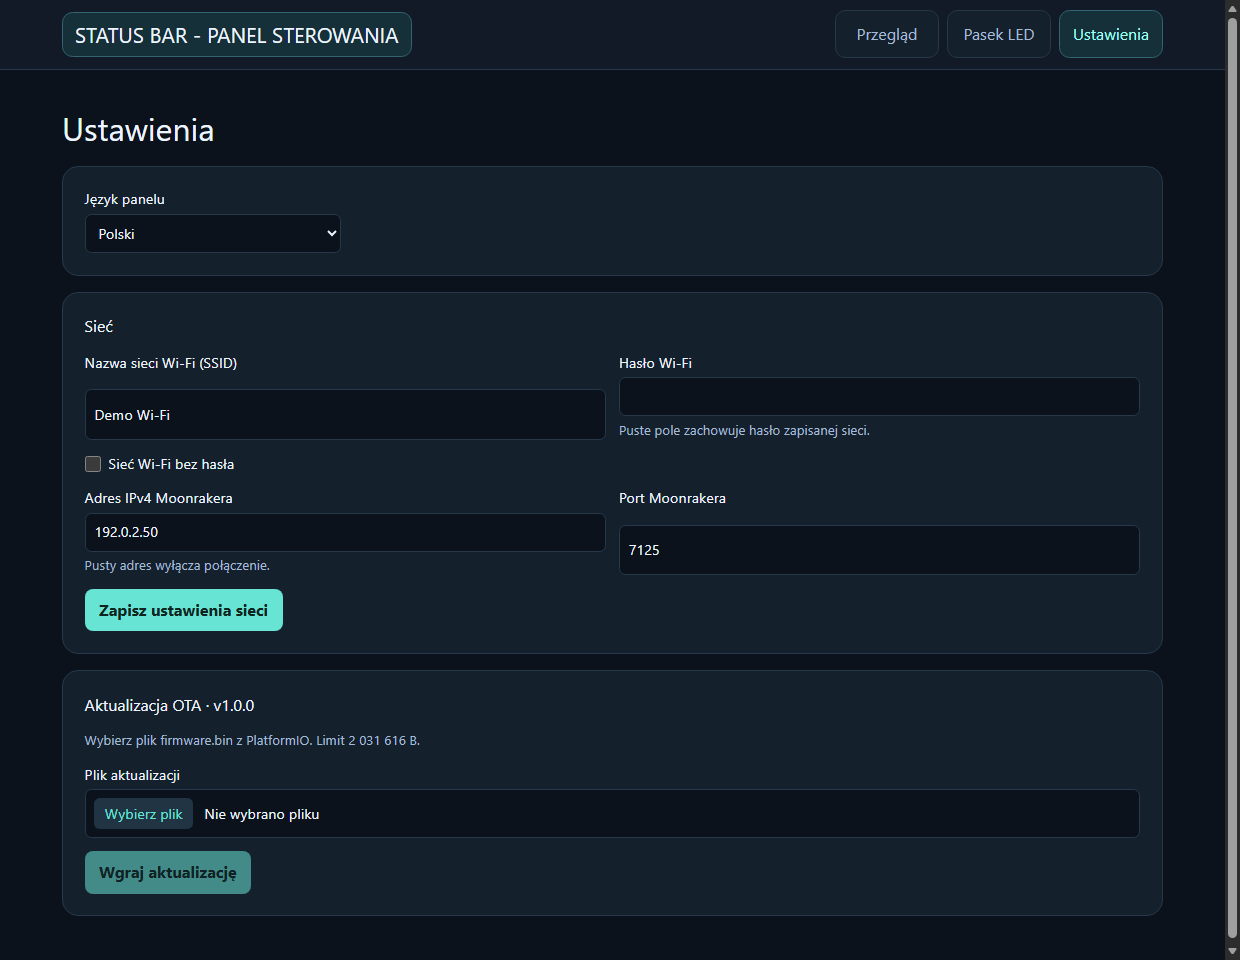 STATUS BAR - PANEL STEROWANIA
Przegląd
Pasek LED
Ustawienia
Ustawienia
Język panelu
Polski
Sieć
Nazwa sieci Wi-Fi (SSID)
Hasło Wi-Fi
Demo Wi-Fi
Puste pole zachowuje hasło zapisanej sieci.
Sieć Wi-Fi bez hasła
Adres IPv4 Moonrakera
Port Moonrakera
192.0.2.50
7125
Pusty adres wyłącza połączenie.
Zapisz ustawienia sieci
Aktualizacja OTA · v1.0.0
Wybierz plik firmware.bin z PlatformIO. Limit 2 031 616 B.
Plik aktualizacji
Wybierz plik Nie wybrano pliku
Wgraj aktualizację